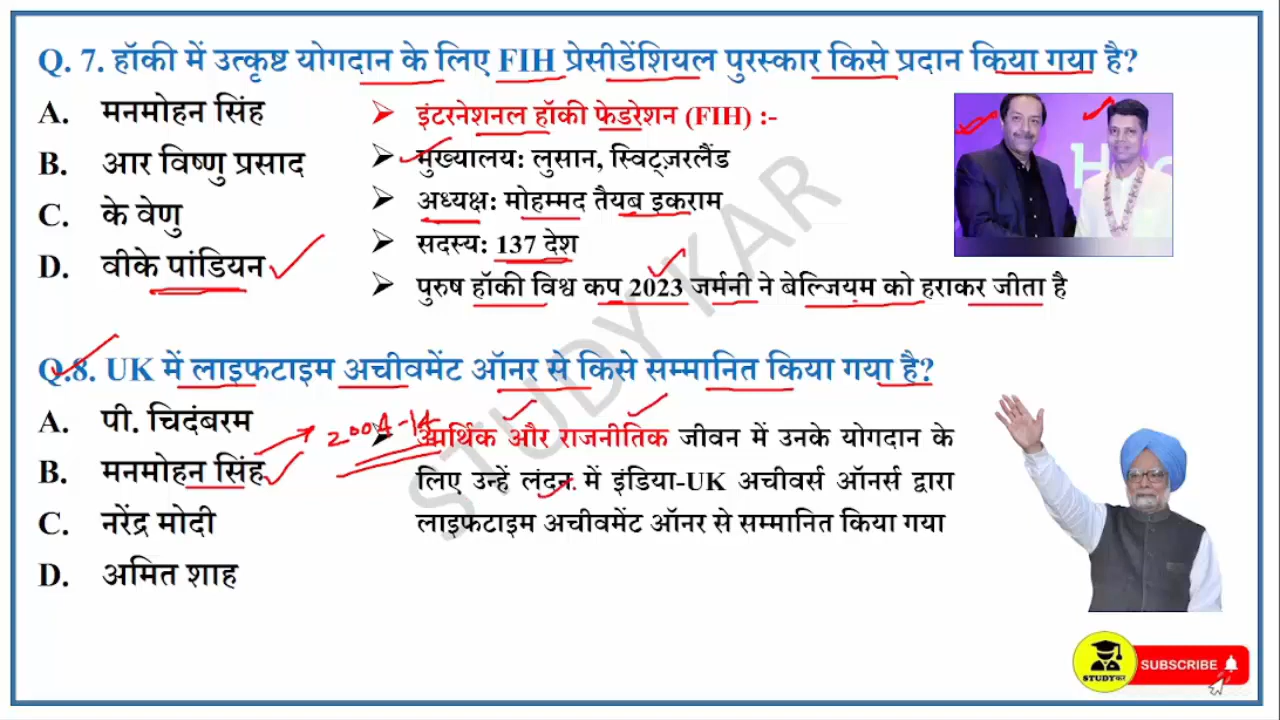 Q. 7. हॉकी में उत्कृष्ट योगदान के लिए FIH प्रेसीडेंशियल पुरस्कार किसे प्रदान किया गया है?
A. मनमोहन सिंह
B. आर विष्णु प्रसाद
C. के वेणु
D. वीके पांडियन
➢ इंटरनेशनल हॉकी फेडरेशन (FIH) :-
➢ मुख्यालय: लुसान, स्विट्ज़रलैंड
➢ अध्यक्ष: मोहम्मद तैयब इकराम
➢ सदस्य: 137 देश
➢ पुरुष हॉकी विश्व कप 2023 जर्मनी ने बेल्जियम को हराकर जीता है
Q.8. UK में लाइफटाइम अचीवमेंट ऑनर से किसे सम्मानित किया गया है?
A. पी. चिदंबरम
B. मनमोहन सिंह
C. नरेंद्र मोदी
D. अमित शाह
2004-14
➢ आर्थिक और राजनीतिक जीवन में उनके योगदान के
लिए उन्हें लंदन में इंडिया-UK अचीवर्स ऑनर्स द्वारा
लाइफटाइम अचीवमेंट ऑनर से सम्मानित किया गया
STUDY KAR
STUDYकर
SUBSCRIBE